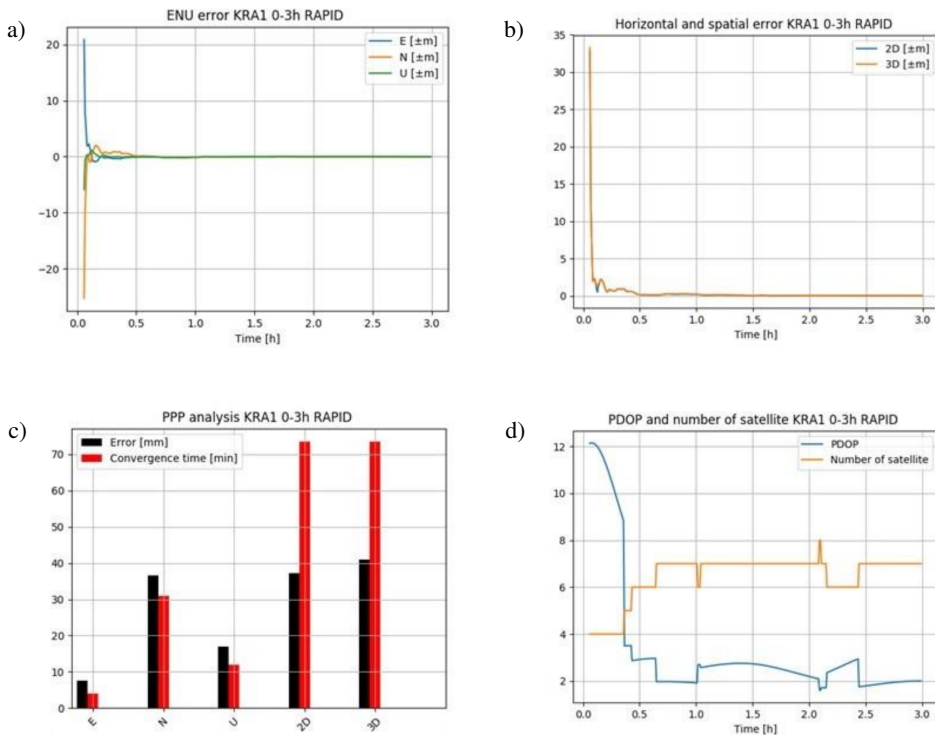 a)
ENU error KRA1 0-3h RAPID
E [±m]
N [±m]
U [±m]
20
10
0
−10
−20
0.0 0.5 1.0 1.5 2.0 2.5 3.0
Time [h]
b)
Horizontal and spatial error KRA1 0-3h RAPID
2D [±m]
3D [±m]
35
30
25
20
15
10
5
0
0.0 0.5 1.0 1.5 2.0 2.5 3.0
Time [h]
c)
PPP analysis KRA1 0-3h RAPID
Error [mm]
Convergence time [min]
70
60
50
40
30
20
10
0
E N U 2D 3D
d)
PDOP and number of satellite KRA1 0-3h RAPID
PDOP
Number of satellite
12
10
8
6
4
2
0.0 0.5 1.0 1.5 2.0 2.5 3.0
Time [h]